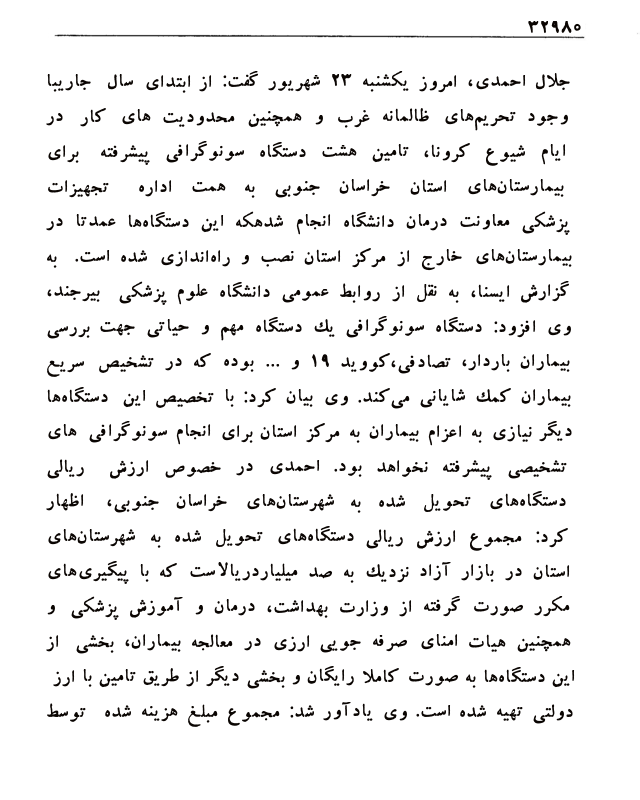 ۳۲۹۸۰
جلال احمدی، امروز یکشنبه ۲۳ شهریور گفت: از ابتدای سال جاریبا
وجود تحریم‌های ظالمانه غرب و همچنین محدودیت های کار در
ایام شیوع کرونا، تامین هشت دستگاه سونوگرافی پیشرفته برای
بیمارستان‌های استان خراسان جنوبی به همت اداره تجهیزات
پزشکی معاونت درمان دانشگاه انجام شدهکه این دستگاه‌ها عمدتا در
بیمارستان‌های خارج از مرکز استان نصب و راه‌اندازی شده است. به
گزارش ایسنا، به نقل از روابط عمومی دانشگاه علوم پزشکی بیرجند،
وی افزود: دستگاه سونوگرافی یك دستگاه مهم و حیاتی جهت بررسی
بیماران باردار، تصادفی،کووید ۱۹ و ... بوده که در تشخیص سریع
بیماران کمك شایانی می‌کند. وی بیان کرد: با تخصیص این دستگاه‌ها
دیگر نیازی به اعزام بیماران به مرکز استان برای انجام سونوگرافی های
تشخیصی پیشرفته نخواهد بود. احمدی در خصوص ارزش ریالی
دستگاه‌های تحویل شده به شهرستان‌های خراسان جنوبی، اظهار
کرد: مجموع ارزش ریالی دستگاه‌های تحویل شده به شهرستان‌های
استان در بازار آزاد نزدیك به صد میلیاردریالاست که با پیگیری‌های
مکرر صورت گرفته از وزارت بهداشت، درمان و آموزش پزشکی و
همچنین هیات امنای صرفه جویی ارزی در معالجه بیماران، بخشی از
این دستگاه‌ها به صورت کاملا رایگان و بخشی دیگر از طریق تامین با ارز
دولتی تهیه شده است. وی یادآور شد: مجموع مبلغ هزینه شده توسط